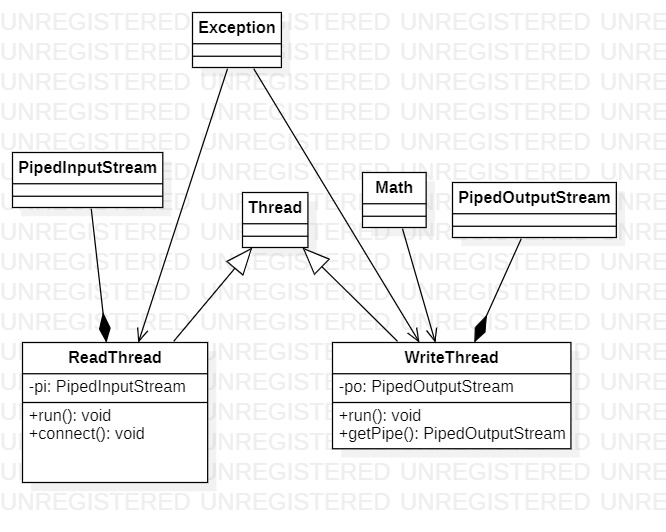 Exception
PipedInputStream
Math
PipedOutputStream
Thread
ReadThread
-pi: PipedInputStream
+run(): void
+connect(): void
WriteThread
-po: PipedOutputStream
+run(): void
+getPipe(): PipedOutputStream
UNREGISTERED UNREGISTERED UNREGISTERED UNRE